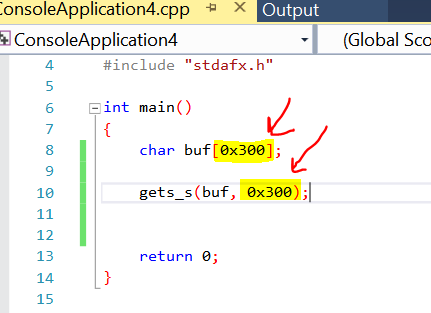 ConsoleApplication4.cpp Output
ConsoleApplication4 (Global Sco
4 #include "stdafx.h"
5
6 int main()
7 {
8 char buf[0x300];
9
10 gets_s(buf, 0x300);
11
12
13 return 0;
14 }
15